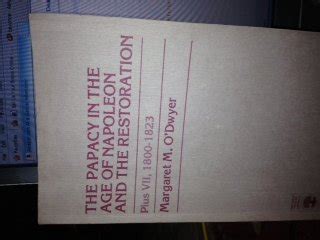 THE PAPACY IN THE
AGE OF NAPOLEON
AND THE RESTORATION
Pius VII, 1800-1823
Margaret M. O'Dwyer